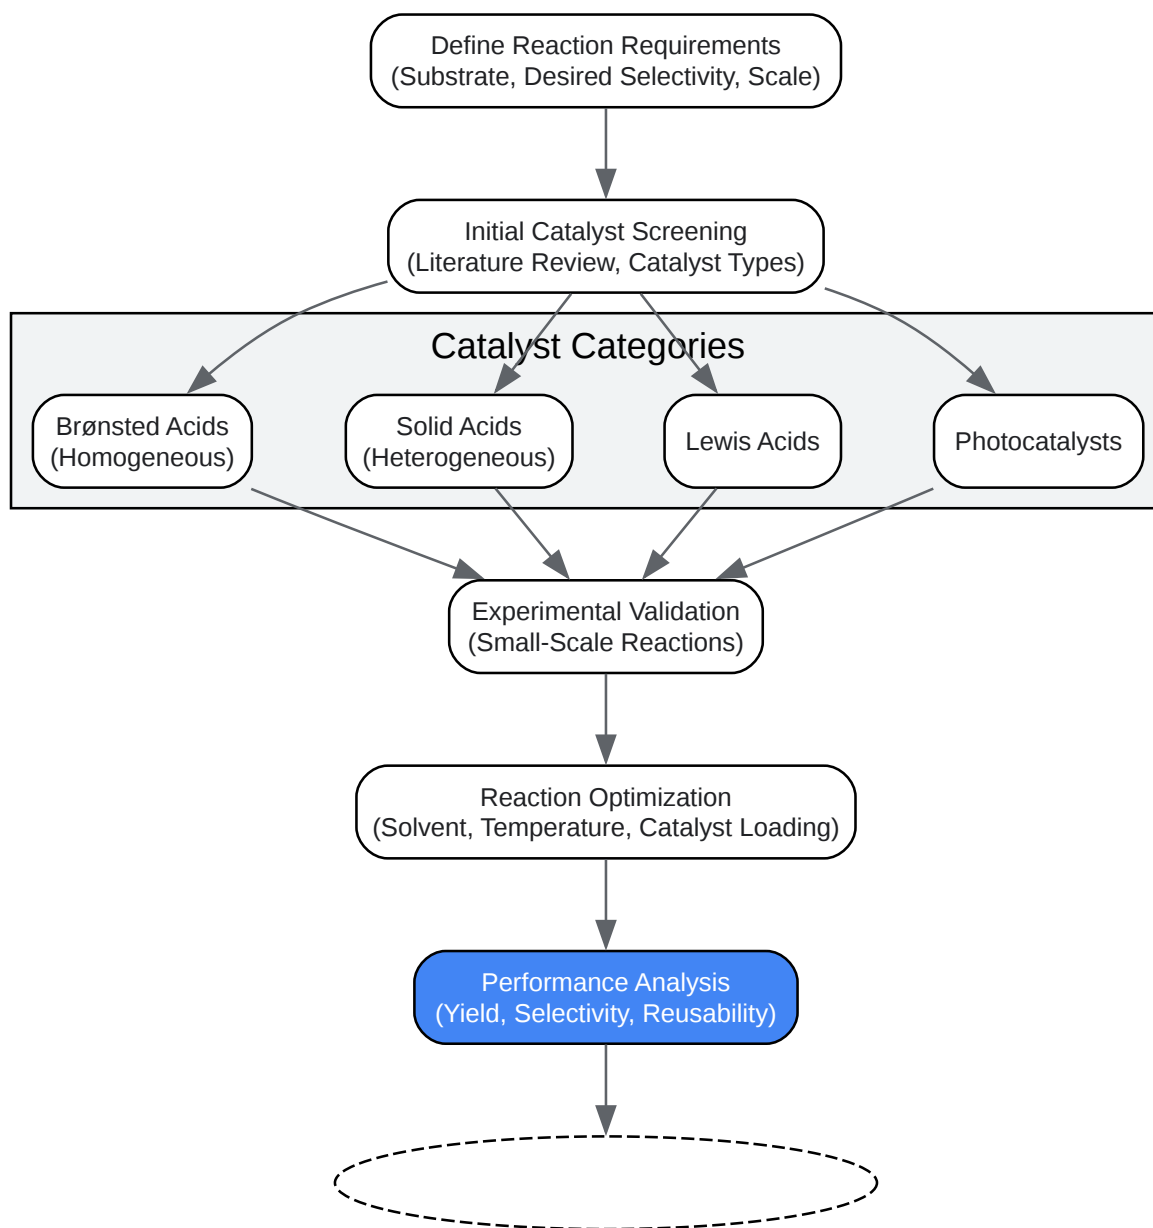 Define Reaction Requirements
(Substrate, Desired Selectivity, Scale)
Initial Catalyst Screening
(Literature Review, Catalyst Types)
Catalyst Categories
Brønsted Acids
(Homogeneous)
Solid Acids
(Heterogeneous)
Lewis Acids
Photocatalysts
Experimental Validation
(Small-Scale Reactions)
Reaction Optimization
(Solvent, Temperature, Catalyst Loading)
Performance Analysis
(Yield, Selectivity, Reusability)